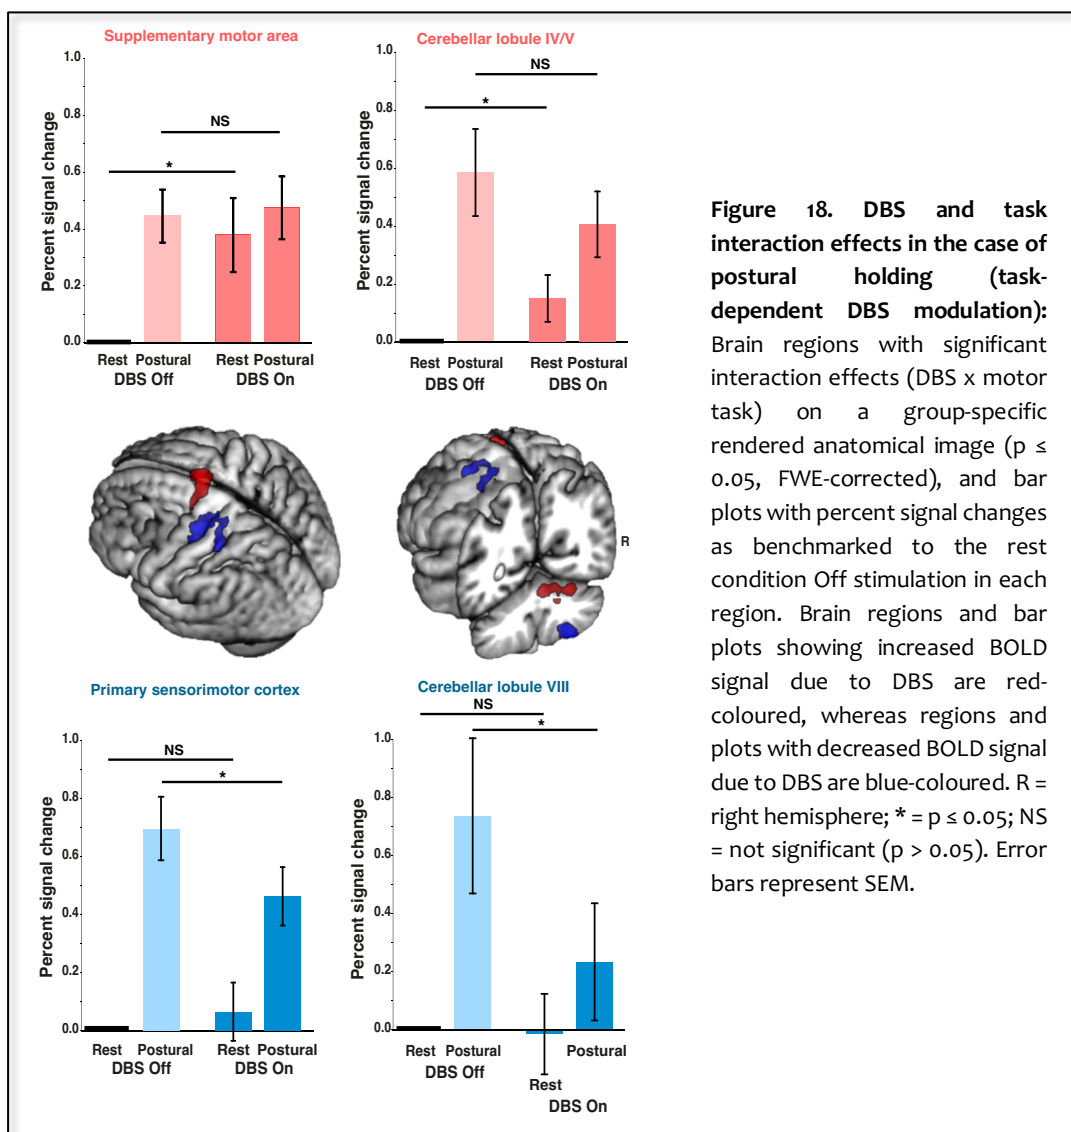 Supplementary motor area
Percent signal change
1.0
0.8
0.6
0.4
0.2
0.0
NS
*
Rest Postural Rest Postural
DBS Off DBS On
Cerebellar lobule IV/V
Percent signal change
1.0
0.8
0.6
0.4
0.2
0.0
NS
*
Rest Postural Rest Postural
DBS Off DBS On
R
Primary sensorimotor cortex
Percent signal change
1.0
0.8
0.6
0.4
0.2
0.0
NS
*
Rest Postural Rest Postural
DBS Off DBS On
Cerebellar lobule VIII
Percent signal change
1.0
0.8
0.6
0.4
0.2
0.0
NS
*
Rest Postural Postural
DBS Off Rest
DBS On
Figure 18. DBS and task
interaction effects in the case of
postural holding (task-
dependent DBS modulation):
Brain regions with significant
interaction effects (DBS x motor
task) on a group-specific
rendered anatomical image (p ≤
0.05, FWE-corrected), and bar
plots with percent signal changes
as benchmarked to the rest
condition Off stimulation in each
region. Brain regions and bar
plots showing increased BOLD
signal due to DBS are red-
coloured, whereas regions and
plots with decreased BOLD signal
due to DBS are blue-coloured. R =
right hemisphere; * = p ≤ 0.05; NS
= not significant (p > 0.05). Error
bars represent SEM.